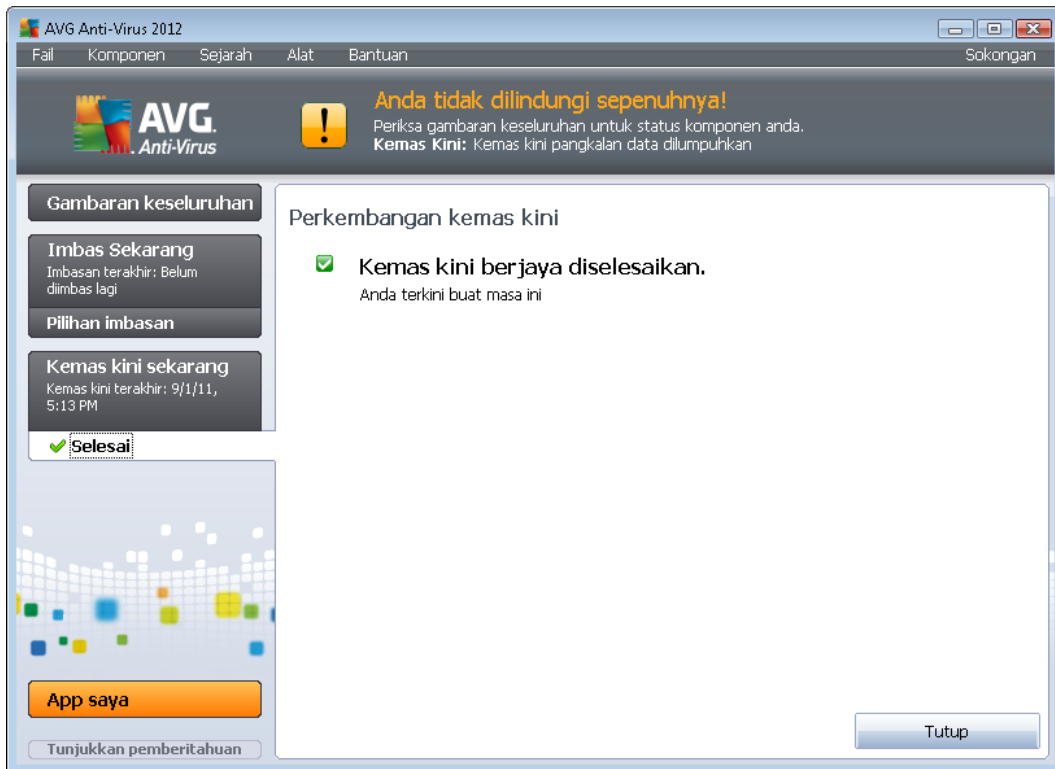 AVG Anti-Virus 2012
Fail Komponen Sejarah Alat Bantuan Sokongan
AVG.
Anti-Virus
Anda tidak dilindungi sepenuhnya!
Periksa gambaran keseluruhan untuk status komponen anda.
Kemas Kini: Kemas kini pangkalan data dilumpuhkan
Gambaran keseluruhan
Imbas Sekarang
Imbasan terakhir: Belum
diimbas lagi
Pilihan imbasan
Kemas kini sekarang
Kemas kini terakhir: 9/1/11,
5:13 PM
Selesai
App saya
Tunjukkan pemberitahuan
Perkembangan kemas kini
Kemas kini berjaya diselesaikan.
Anda terkini buat masa ini
Tutup